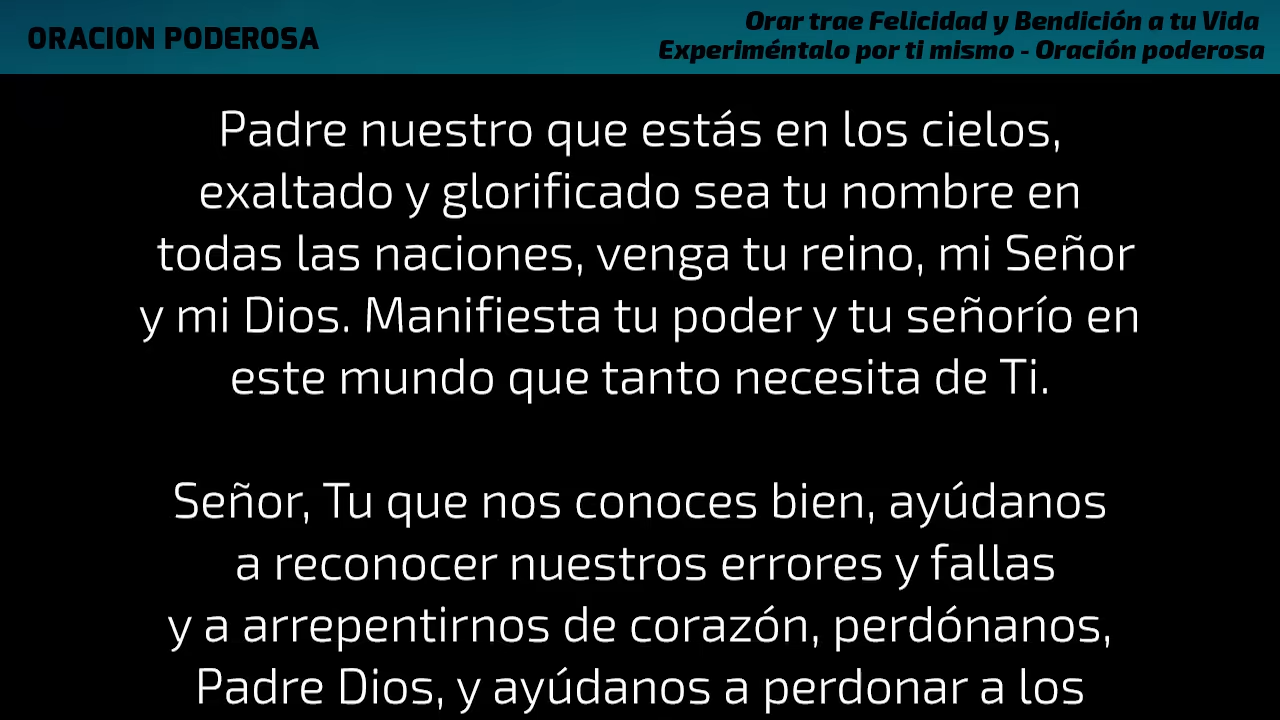 ORACION PODEROSA
Orar trae Felicidad y Bendición a tu Vida
Experiméntalo por ti mismo - Oración poderosa
Padre nuestro que estás en los cielos,
exaltado y glorificado sea tu nombre en
todas las naciones, venga tu reino, mi Señor
y mi Dios. Manifiesta tu poder y tu señorío en
este mundo que tanto necesita de Ti.
Señor, Tu que nos conoces bien, ayúdanos
a reconocer nuestros errores y fallas
y a arrepentirnos de corazón, perdónanos,
Padre Dios, y ayúdanos a perdonar a los